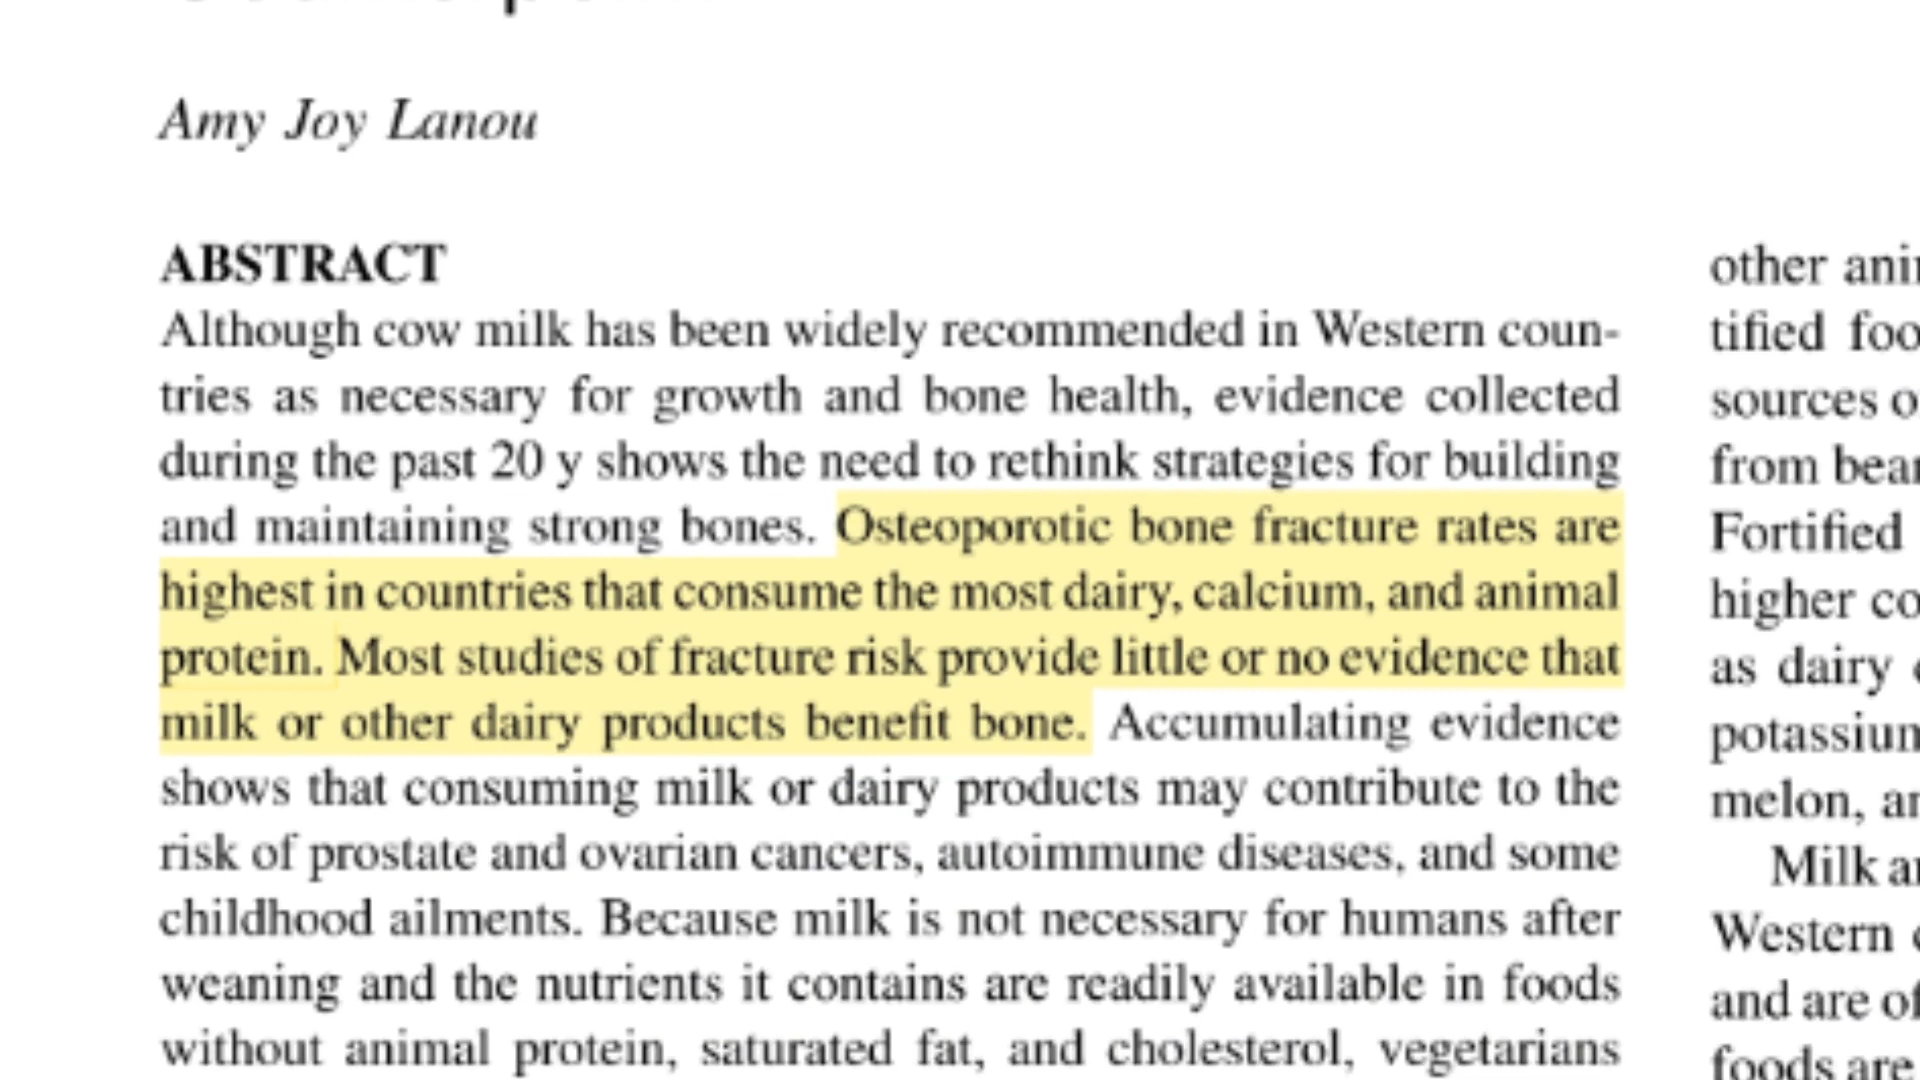 Amy Joy Lanou
ABSTRACT
Although cow milk has been widely recommended in Western coun-
tries as necessary for growth and bone health, evidence collected
during the past 20 y shows the need to rethink strategies for building
and maintaining strong bones. Osteoporotic bone fracture rates are
highest in countries that consume the most dairy, calcium, and animal
protein. Most studies of fracture risk provide little or no evidence that
milk or other dairy products benefit bone. Accumulating evidence
shows that consuming milk or dairy products may contribute to the
risk of prostate and ovarian cancers, autoimmune diseases, and some
childhood ailments. Because milk is not necessary for humans after
weaning and the nutrients it contains are readily available in foods
without animal protein, saturated fat, and cholesterol, vegetarians
other
tified
sources
from
Fortified
higher
as dairy
melon,
Milk
Western
and are
foods are